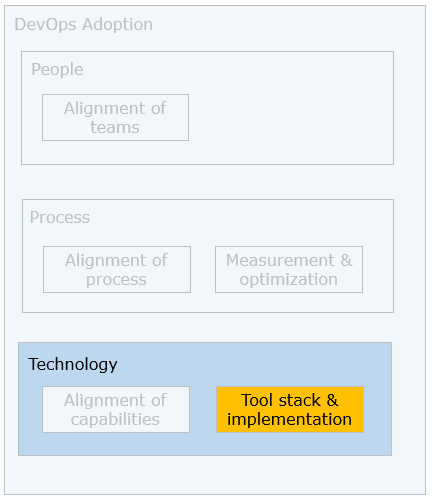 DevOps Adoption
People
Alignment of
teams
Process
Alignment of
process
Measurement &
optimization
Technology
Alignment of
capabilities
Tool stack &
implementation